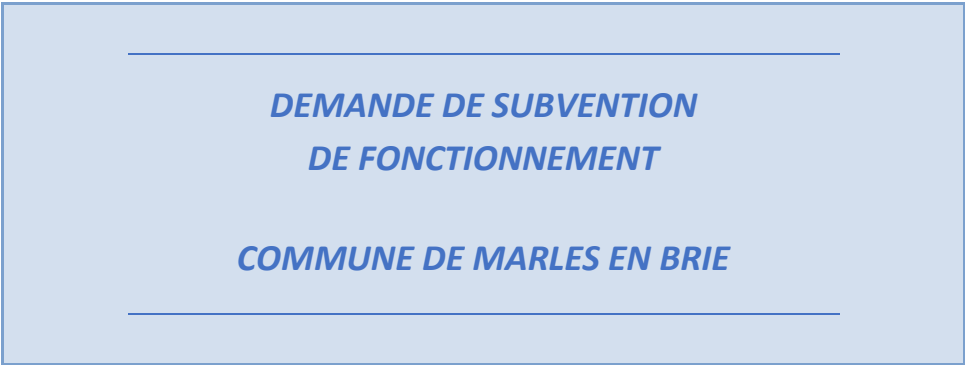 DEMANDE DE SUBVENTION
DE FONCTIONNEMENT
COMMUNE DE MARLES EN BRIE